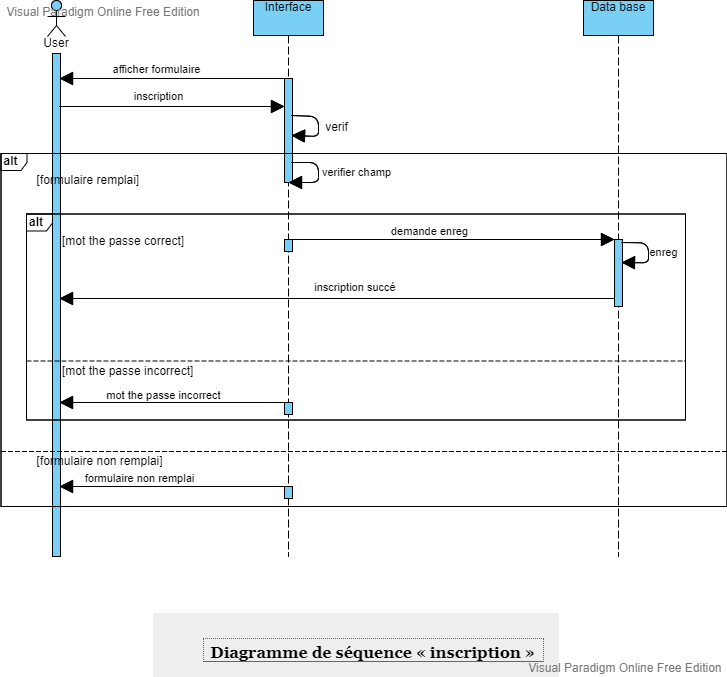 Visual Paradigm Online Free Edition
Interface
Data base
User
afficher formulaire
inscription
verif
alt
verifier champ
[formulaire remplai]
alt
[mot the passe correct]
demande enreg
enreg
inscription succé
[mot the passe incorrect]
mot the passe incorrect
[formulaire non remplai]
formulaire non remplai
Diagramme de séquence « inscription »
Visual Paradigm Online Free Edition